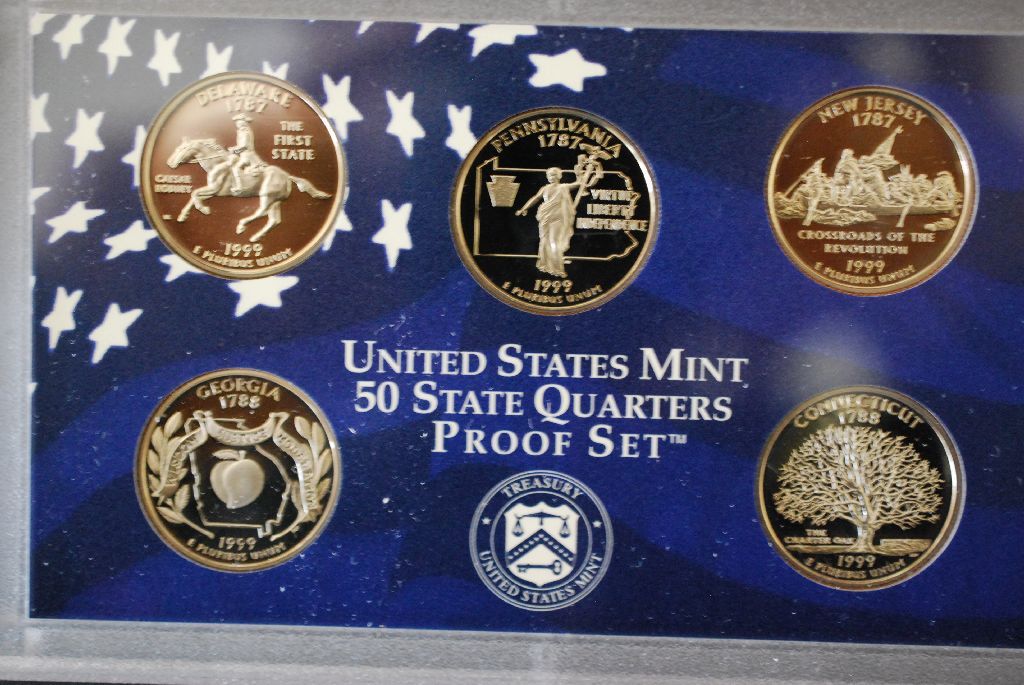 DELAWARE
1787
THE
FIRST
STATE
CAESAR
RODNEY
1999
E PLURIBUS UNUM
PENNSYLVANIA
1787
VIRTUE
LIBERTY
INDEPENDENCE
1999
E PLURIBUS UNUM
NEW JERSEY
1787
CROSSROADS OF THE
REVOLUTION
1999
E PLURIBUS UNUM
UNITED STATES MINT
50 STATE QUARTERS
PROOF SET™
GEORGIA
1788
1999
E PLURIBUS UNUM
TREASURY
UNITED STATES MINT
CONNECTICUT
1788
THE
CHARTER OAK
1999
E PLURIBUS UNUM